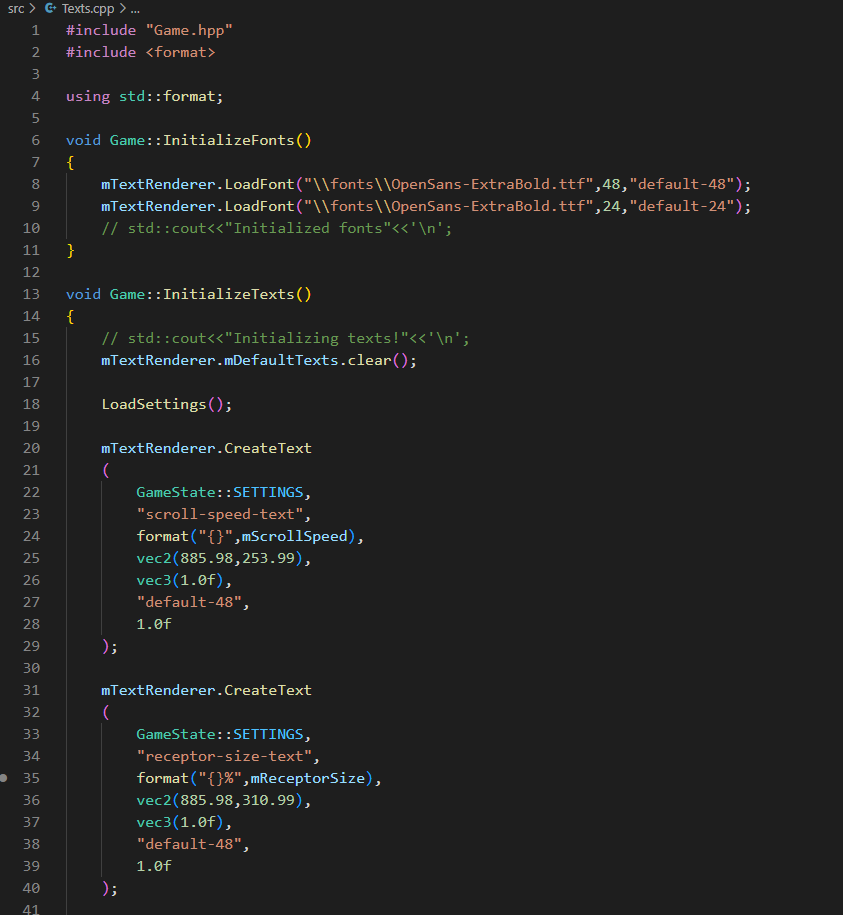 src > Texts.cpp > ...
1 #include "Game.hpp"
2 #include <format>
3
4 using std::format;
5
6 void Game::InitializeFonts()
7 {
8     mTextRenderer.LoadFont("\\fonts\\OpenSans-ExtraBold.ttf",48,"default-48");
9     mTextRenderer.LoadFont("\\fonts\\OpenSans-ExtraBold.ttf",24,"default-24");
10     // std::cout<<"Initialized fonts"<<'\n';
11 }
12
13 void Game::InitializeTexts()
14 {
15     // std::cout<<"Initializing texts!"<<'\n';
16     mTextRenderer.mDefaultTexts.clear();
17
18     LoadSettings();
19
20     mTextRenderer.CreateText
21     (
22         GameState::SETTINGS,
23         "scroll-speed-text",
24         format("{}",mScrollSpeed),
25         vec2(885.98,253.99),
26         vec3(1.0f),
27         "default-48",
28         1.0f
29     );
30
31     mTextRenderer.CreateText
32     (
33         GameState::SETTINGS,
34         "receptor-size-text",
35         format("{}%",mReceptorSize),
36         vec2(885.98,310.99),
37         vec3(1.0f),
38         "default-48",
39         1.0f
40     );
41